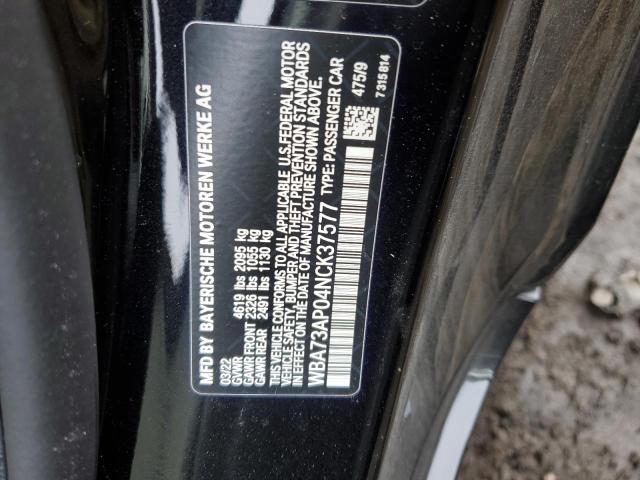 MFD BY BAYERISCHE MOTOREN WERKE AG
03/22
GVWR 4619 lbs 2095 kg
GAWR FRONT 2326 lbs 1055 kg
GAWR REAR 2491 lbs 1130 kg
THIS VEHICLE CONFORMS TO ALL APPLICABLE U.S.FEDERAL MOTOR
VEHICLE SAFETY, BUMPER AND THEFT PREVENTION STANDARDS
IN EFFECT ON THE DATE OF MANUFACTURE SHOWN ABOVE.
WBA73AP04NCK37577 TYPE: PASSENGER CAR
475/9
7315814